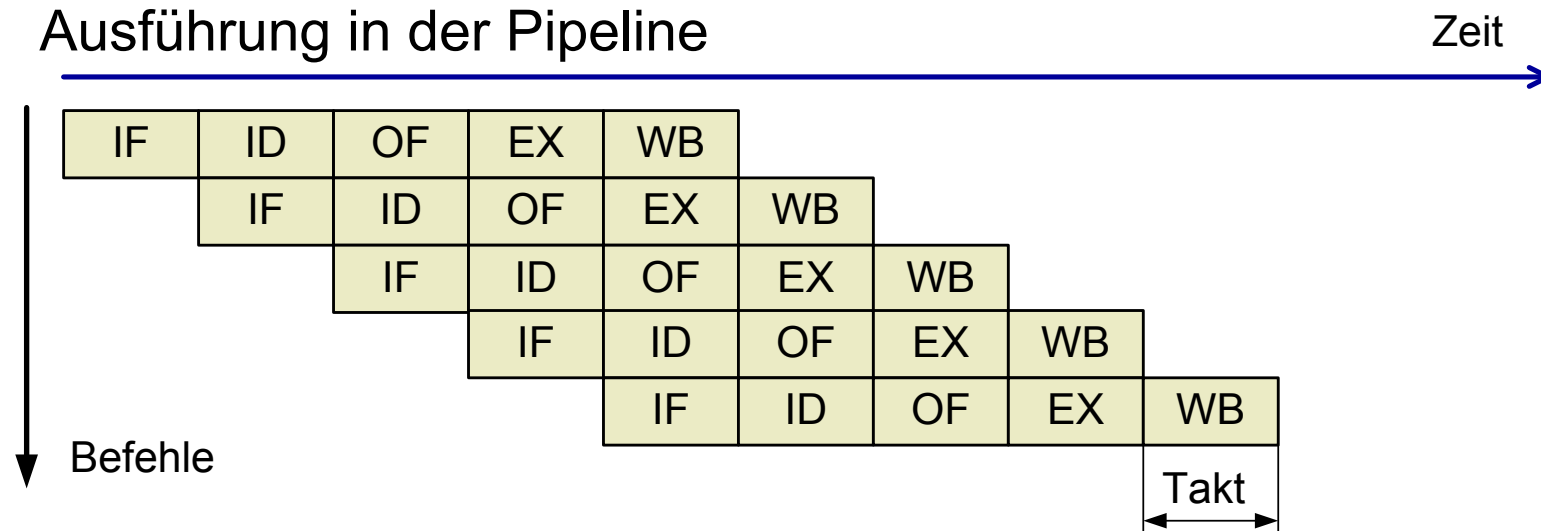 Ausführung in der Pipeline Zeit
IF ID OF EX WB
IF ID OF EX WB
IF ID OF EX WB
IF ID OF EX WB
IF ID OF EX WB
Befehle
Takt